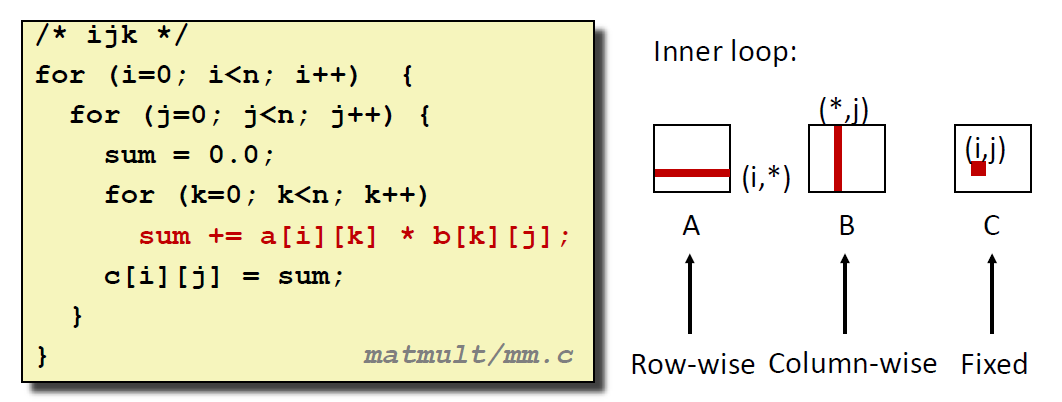 /* ijk */
for (i=0; i<n; i++)  {
  for (j=0; j<n; j++) {
    sum = 0.0;
    for (k=0; k<n; k++)
      sum += a[i][k] * b[k][j];
    c[i][j] = sum;
  }
}
matmult/mm.c
Inner loop:
(*,j)
(i,j)
(i,*)
A B C
Row-wise Column-wise Fixed